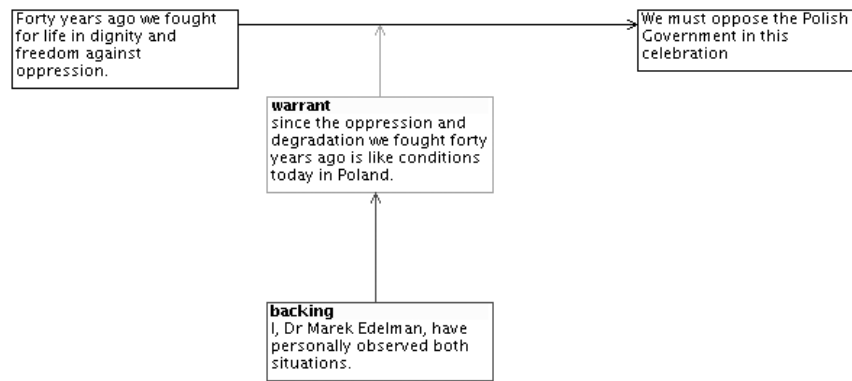 Forty years ago we fought
for life in dignity and
freedom against
oppression.
We must oppose the Polish
Government in this
celebration
warrant
since the oppression and
degradation we fought forty
years ago is like conditions
today in Poland.
backing
I, Dr Marek Edelman, have
personally observed both
situations.